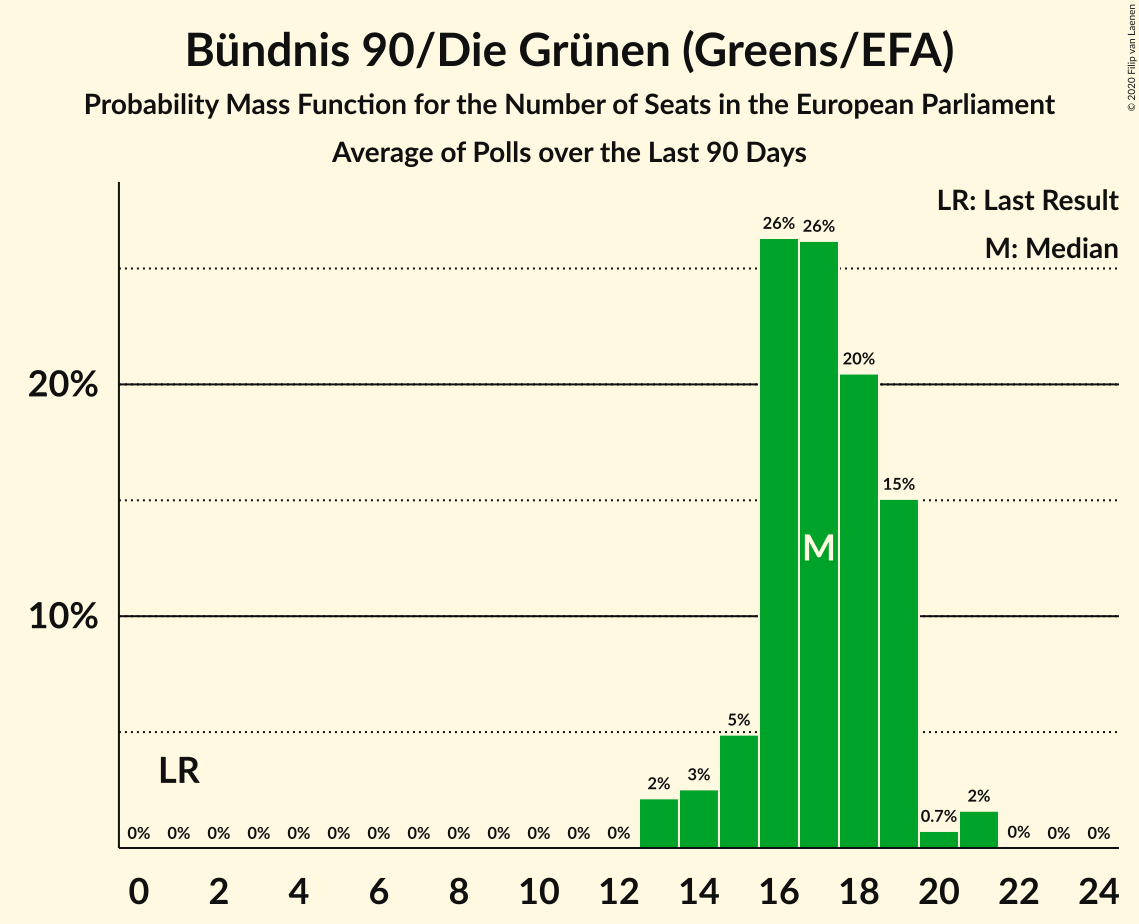 Bündnis 90/Die Grünen (Greens/EFA)
Probability Mass Function for the Number of Seats in the European Parliament
Average of Polls over the Last 90 Days
© 2020 Filip van Laenen
LR: Last Result
M: Median
26% 26%
20%
20%
15%
M
10%
5%
LR
2% 3%
2%
0.7%
0% 0% 0% 0% 0% 0% 0% 0% 0% 0% 0% 0% 0% 0% 0% 0%
0 2 4 6 8 10 12 14 16 18 20 22 24